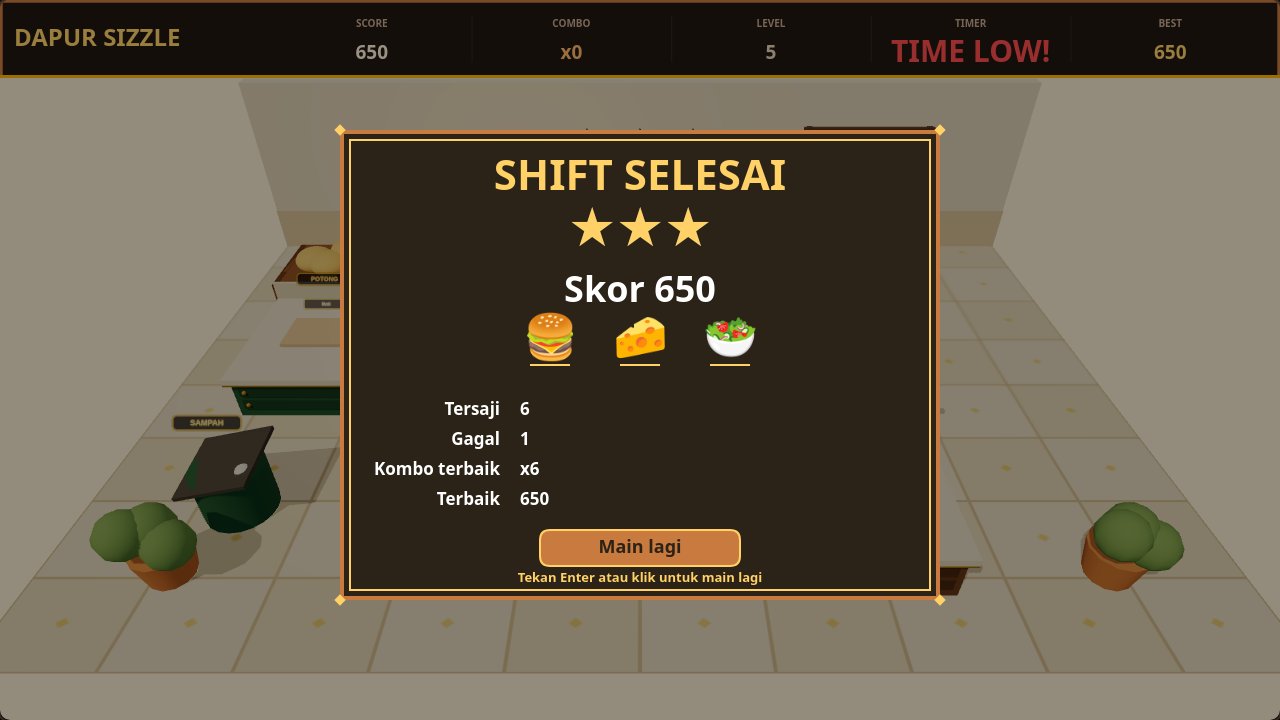 DAPUR SIZZLE
SCORE
650
COMBO
x0
LEVEL
5
TIMER
TIME LOW!
BEST
650
SHIFT SELESAI
★★★
Skor 650
Tersaji 6
Gagal 1
Kombo terbaik x6
Terbaik 650
Main lagi
Tekan Enter atau klik untuk main lagi
POTONG
SAMPAH